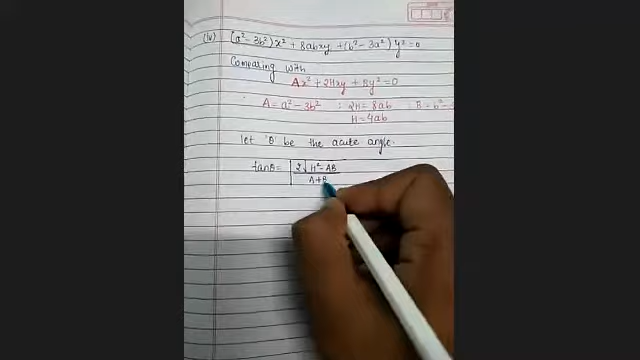 (iv) (a² - 3b²)x² + 8abxy + (b² - 3a²)y² = 0
Comparing with
Ax² + 2Hxy + By² = 0
A = a² - 3b² : 2H = 8ab : B = b² -
H = 4ab
let 'θ' be the acute angle.
tanθ = | 2√H² - AB
A + B